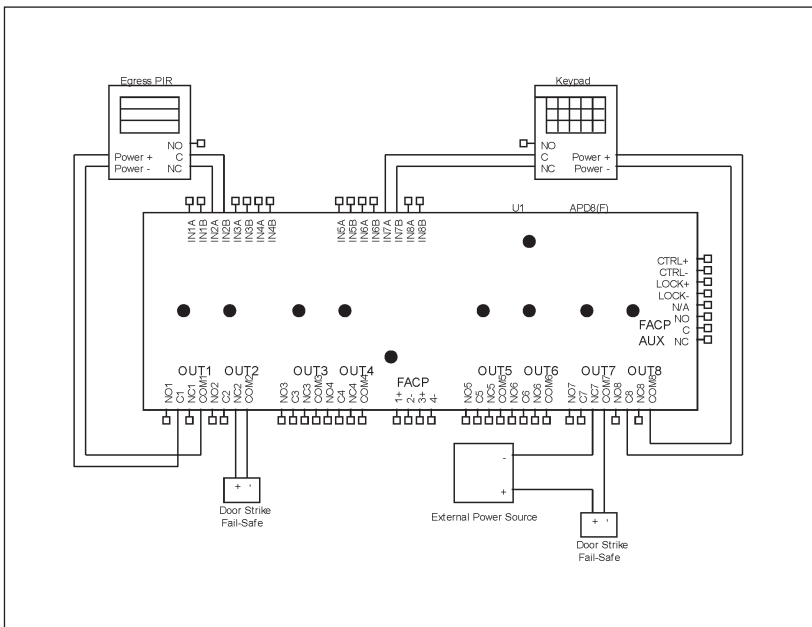 Egress PIR
Keypad
NO
C
NC
Power +
Power -
NO
C
NC
Power +
Power -
IN1A
IN1B
IN2A
IN2B
IN3A
IN3B
IN4A
IN4B
IN5A
IN5B
IN6A
IN6B
IN7A
IN7B
IN8A
IN8B
U1
APD8(F)
CTRL+
CTRL-
LOCK+
LOCK-
N/A
FACP
AUX
NO
C
NC
OUT1
OUT2
OUT3
OUT4
FACP
OUT5
OUT6
OUT7
OUT8
NO1
C1
NC1
COM1
NO2
C2
NC2
COM2
NO3
C3
NC3
COM3
NO4
C4
NC4
COM4
1+
2-
3+
4-
NO5
C5
NC5
COM5
NO6
C6
NO6
COM6
NO7
C7
NC7
COM7
NO8
C8
NC8
COM8
+ -
Door Strike
Fail-Safe
-
+
External Power Source
+ -
Door Strike
Fail-Safe